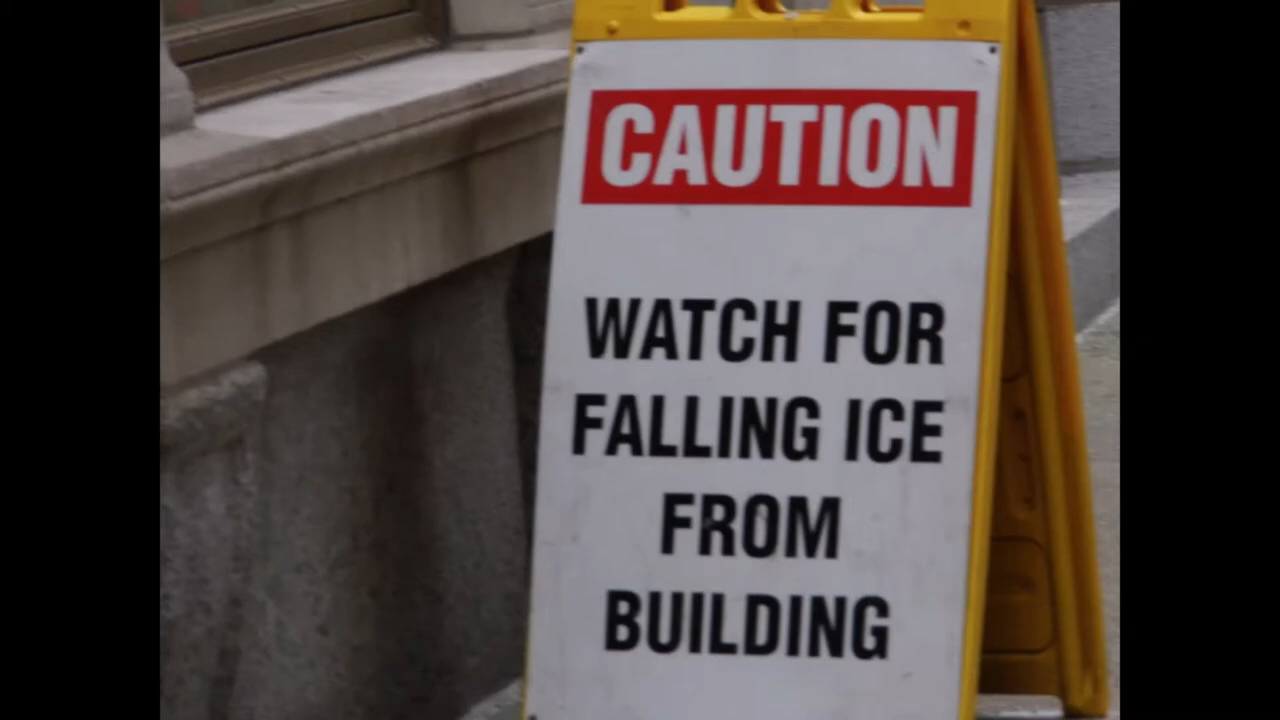 CAUTION
WATCH FOR
FALLING ICE
FROM
BUILDING